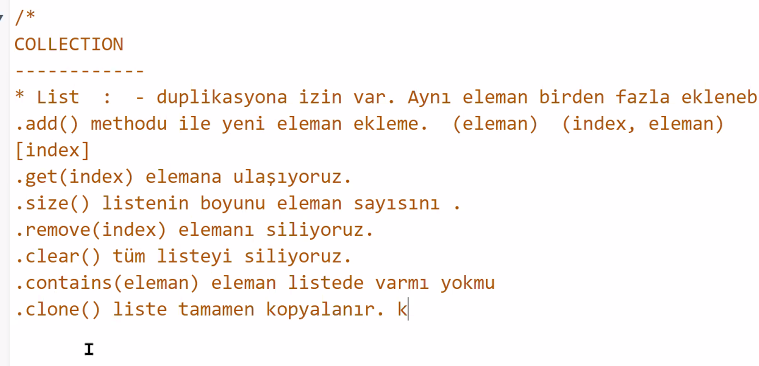 /*
COLLECTION
------------
* List  :  - duplikasyona izin var. Aynı eleman birden fazla ekleneb
.add() methodu ile yeni eleman ekleme.  (eleman)  (index, eleman)
[index]
.get(index) elemana ulaşıyoruz.
.size() listenin boyunu eleman sayısını .
.remove(index) elemanı siliyoruz.
.clear() tüm listeyi siliyoruz.
.contains(eleman) eleman listede varmı yokmu
.clone() liste tamamen kopyalanır. k